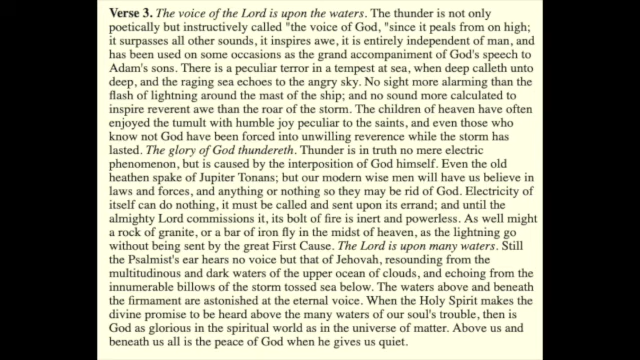 Verse 3. The voice of the Lord is upon the waters. The thunder is not only
poetically but instructively called "the voice of God, "since it peals from on high;
it surpasses all other sounds, it inspires awe, it is entirely independent of man, and
has been used on some occasions as the grand accompaniment of God's speech to
Adam's sons. There is a peculiar terror in a tempest at sea, when deep calleth unto
deep, and the raging sea echoes to the angry sky. No sight more alarming than the
flash of lightning around the mast of the ship; and no sound more calculated to
inspire reverent awe than the roar of the storm. The children of heaven have often
enjoyed the tumult with humble joy peculiar to the saints, and even those who
know not God have been forced into unwilling reverence while the storm has
lasted. The glory of God thundereth. Thunder is in truth no mere electric
phenomenon, but is caused by the interposition of God himself. Even the old
heathen spake of Jupiter Tonans; but our modern wise men will have us believe in
laws and forces, and anything or nothing so they may be rid of God. Electricity of
itself can do nothing, it must be called and sent upon its errand; and until the
almighty Lord commissions it, its bolt of fire is inert and powerless. As well might
a rock of granite, or a bar of iron fly in the midst of heaven, as the lightning go
without being sent by the great First Cause. The Lord is upon many waters. Still
the Psalmist's ear hears no voice but that of Jehovah, resounding from the
multitudinous and dark waters of the upper ocean of clouds, and echoing from the
innumerable billows of the storm tossed sea below. The waters above and beneath
the firmament are astonished at the eternal voice. When the Holy Spirit makes the
divine promise to be heard above the many waters of our soul's trouble, then is
God as glorious in the spiritual world as in the universe of matter. Above us and
beneath us all is the peace of God when he gives us quiet.